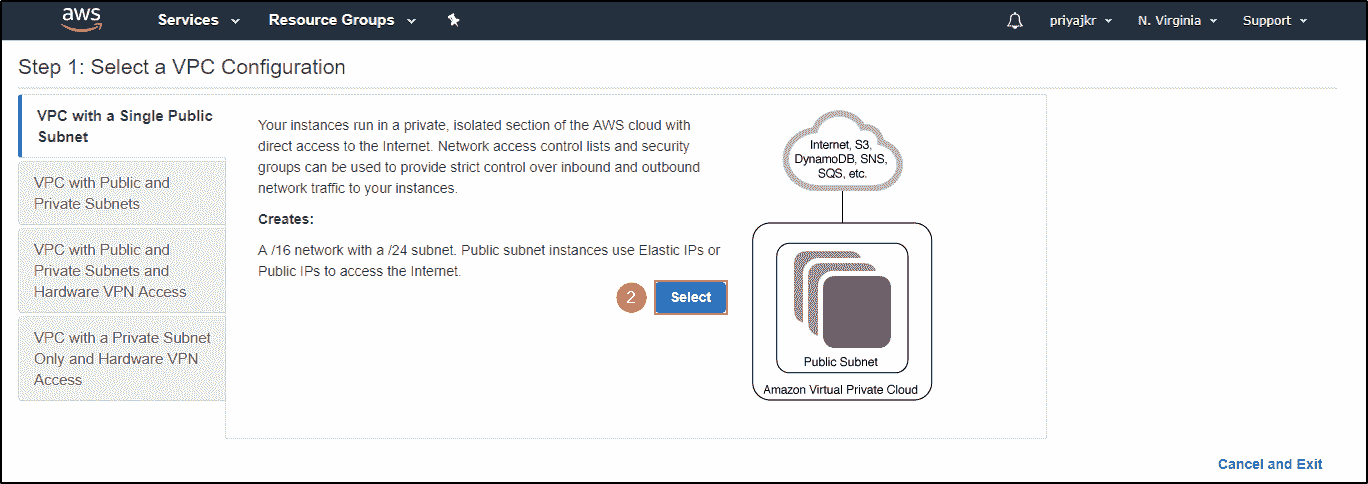 aws Services Resource Groups priyajkr N. Virginia Support
Step 1: Select a VPC Configuration
VPC with a Single Public
Subnet
VPC with Public and
Private Subnets
VPC with Public and
Private Subnets and
Hardware VPN Access
VPC with a Private Subnet
Only and Hardware VPN
Access
Your instances run in a private, isolated section of the AWS cloud with
direct access to the Internet. Network access control lists and security
groups can be used to provide strict control over inbound and outbound
network traffic to your instances.
Creates:
A /16 network with a /24 subnet. Public subnet instances use Elastic IPs or
Public IPs to access the Internet.
2 Select
Internet, S3,
DynamoDB, SNS,
SQS, etc.
Public Subnet
Amazon Virtual Private Cloud
Cancel and Exit